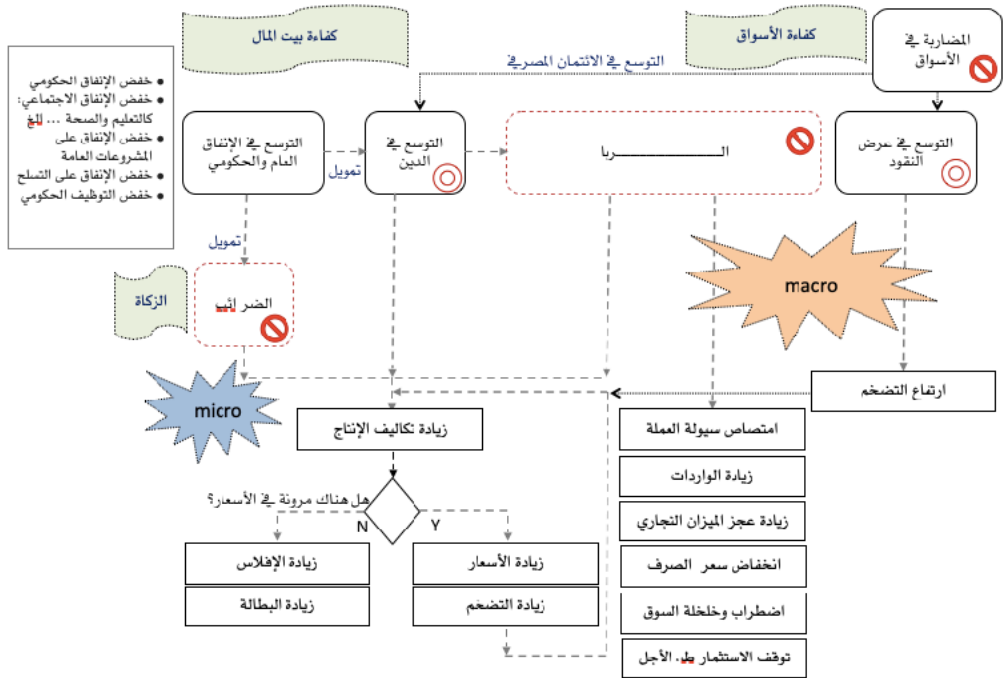 المضاربة في
الأسواق
كفاءة الأسواق
كفاءة بيت المال
التوسع في الائتمان المصرفي
التوسع في عرض
النقود
الـــــــــــــربا
التوسع في
الدين
تمويل
التوسع في الإنفاق
العام والحكومي
• خفض الإنفاق الحكومي
• خفض الإنفاق الاجتماعي:
كالتعليم والصحة ... الخ
• خفض الإنفاق على
المشروعات العامة
• خفض الإنفاق على التسلح
• خفض التوظيف الحكومي
تمويل
الضرائب
الزكاة
macro
micro
ارتفاع التضخم
زيادة تكاليف الإنتاج
هل هناك مرونة في الأسعار؟
Y
N
زيادة الأسعار
زيادة التضخم
زيادة الإفلاس
زيادة البطالة
امتصاص سيولة العملة
زيادة الواردات
زيادة عجز الميزان التجاري
انخفاض سعر الصرف
اضطراب وخلخلة السوق
توقف الاستثمار ط. الأجل